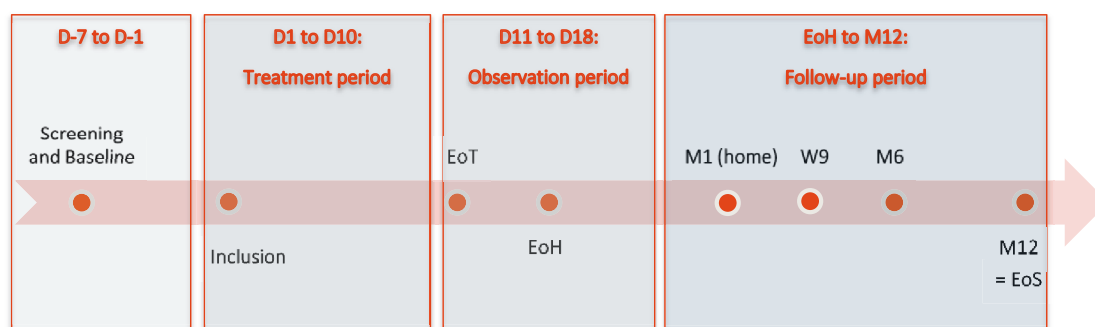 D-7 to D-1
D1 to D10:
Treatment period
D11 to D18:
Observation period
EoH to M12:
Follow-up period
Screening
and Baseline
Inclusion
EoT
EoH
M1 (home)
W9
M6
M12
= EoS